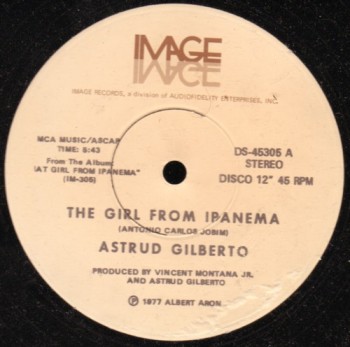 IMAGE
IMAGE
IMAGE RECORDS, a division of AUDIOFIDELITY ENTERPRISES, INC.
MCA MUSIC/ASCAP
TIME: 5:43
From The Album
AT GIRL FROM IPANEMA"
(IM-305)
DS-45305 A
STEREO
DISCO 12" 45 RPM
THE GIRL FROM IPANEMA
(ANTONIO CARLOS JOBIM)
ASTRUD GILBERTO
PRODUCED BY VINCENT MONTANA JR.
AND ASTRUD GILBERTO
℗ 1977 ALBERT ARON